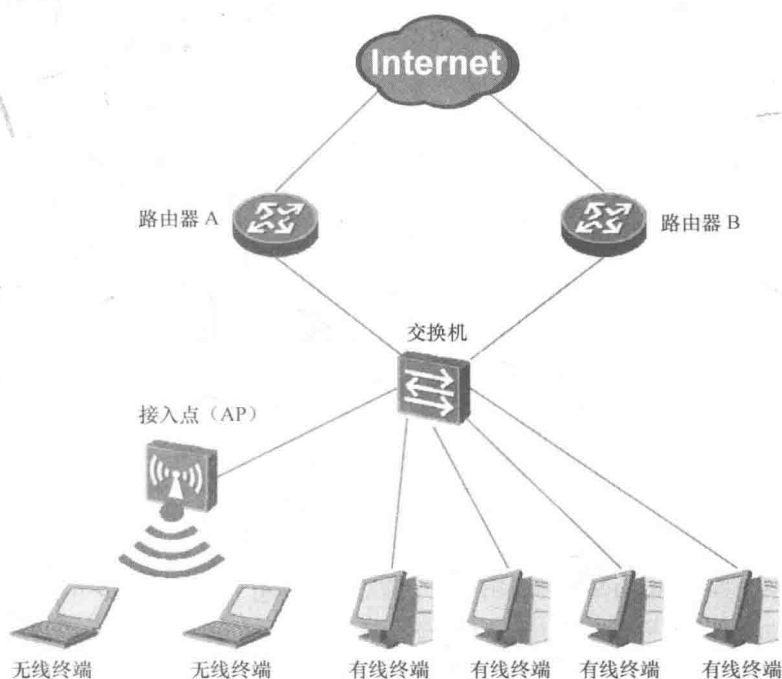 Internet
路由器 A
路由器 B
交换机
接入点（AP）
无线终端
无线终端
有线终端
有线终端
有线终端
有线终端